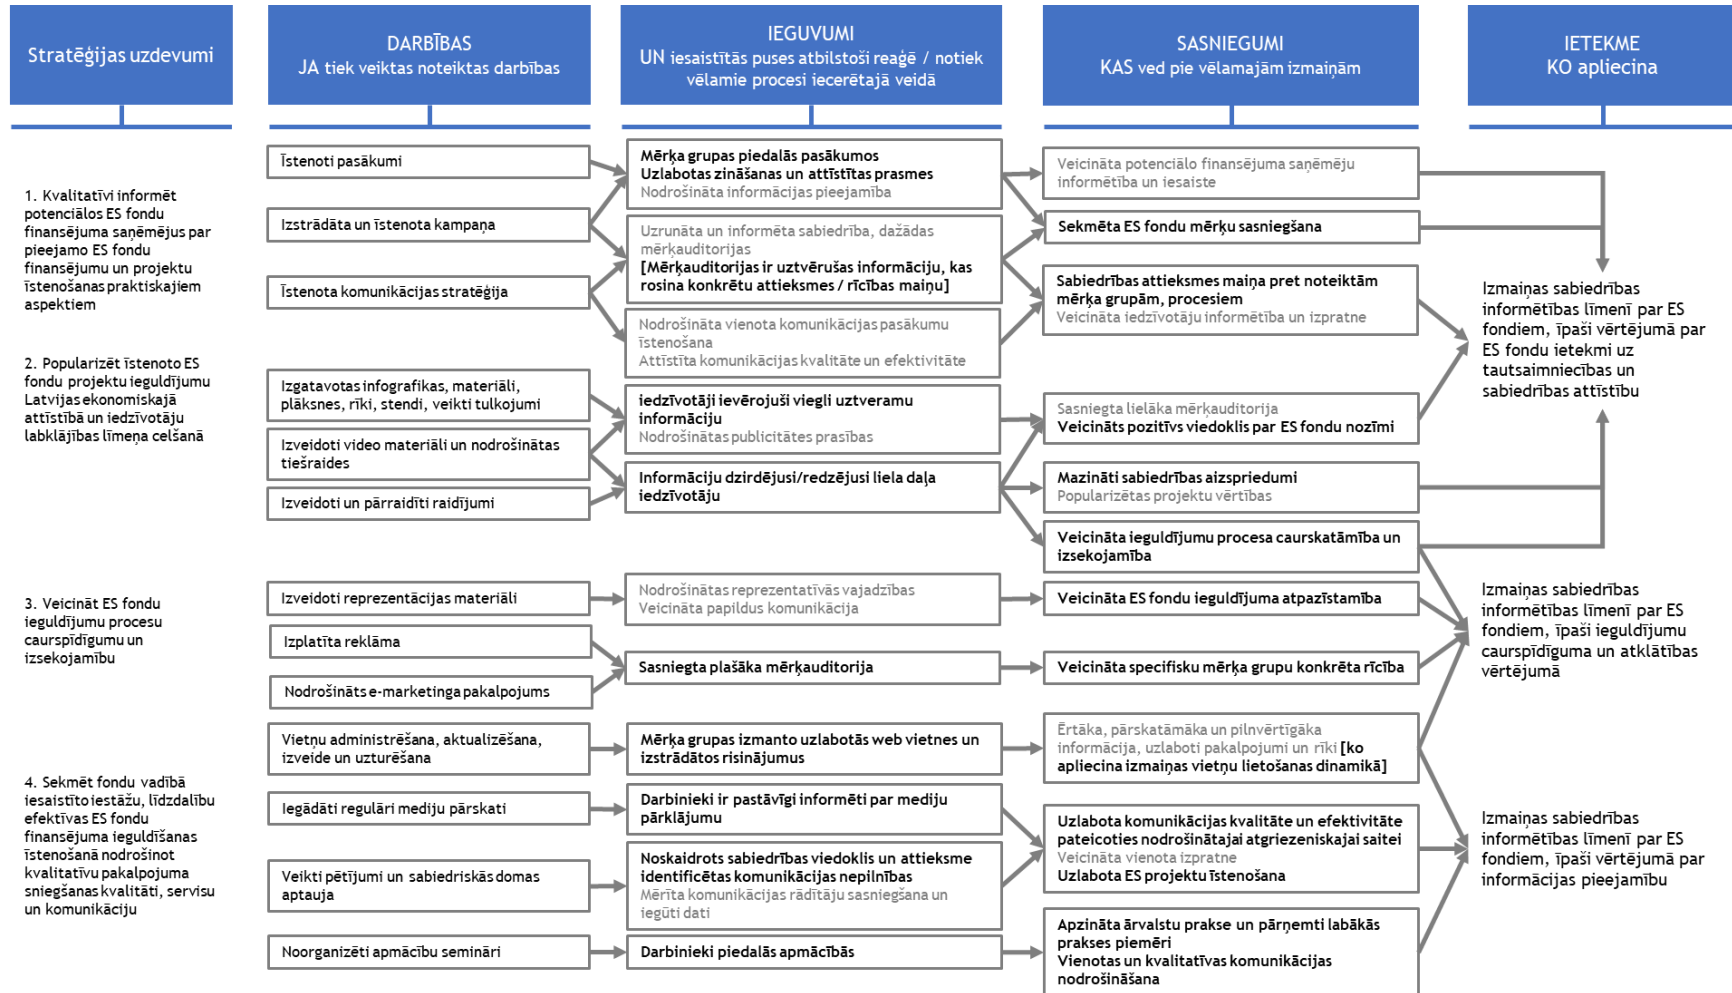 Stratēģijas uzdevumi
DARBĪBAS
JA tiek veiktas noteiktas darbības
IEGUVUMI
UN iesaistītās puses atbilstoši reaģē / notiek
vēlamie procesi iecerētajā veidā
SASNIEGUMI
KAS ved pie vēlamajām izmaiņām
IETEKME
KO apliecina
1. Kvalitatīvi informēt
potenciālos ES fondu
finansējuma saņēmējus par
pieejamo ES fondu
finansējumu un projektu
īstenošanas praktiskajiem
aspektiem
2. Popularizēt īstenoto ES
fondu projektu ieguldījumu
Latvijas ekonomiskajā
attīstībā un iedzīvotāju
labklājības līmeņa celšanā
3. Veicināt ES fondu
ieguldījumu procesu
caurspīdīgumu un
izsekojamību
4. Sekmēt fondu vadībā
iesaistīto iestāžu, līdzdalību
efektīvas ES fondu
finansējuma ieguldīšanas
īstenošanā nodrošinot
kvalitatīvu pakalpojuma
sniegšanas kvalitāti, servisu
un komunikāciju
Īstenoti pasākumi
Izstrādāta un īstenota kampaņa
Īstenota komunikācijas stratēģija
Izgatavotas infografikas, materiāli,
plāksnes, rīki, stendi, veikti tulkojumi
Izveidoti video materiāli un nodrošinātas
tiešraides
Izveidoti un pārraidīti raidījumi
Izveidoti reprezentācijas materiāli
Izplatīta reklāma
Nodrošināts e-marketinga pakalpojums
Vietņu administrēšana, aktualizēšana,
izveide un uzturēšana
Iegādāti regulāri mediju pārskati
Veikti pētījumi un sabiedriskās domas
aptauja
Noorganizēti apmācību semināri
Mērķa grupas piedalās pasākumos
Uzlabotas zināšanas un attīstītas prasmes
Nodrošināta informācijas pieejamība
Uzrunāta un informēta sabiedrība, dažādas
mērķauditorijas
[Mērķauditorijas ir uztvērušas informāciju, kas
rosina konkrētu attieksmes / rīcības maiņu]
Nodrošināta vienota komunikācijas pasākumu
īstenošana
Attīstīta komunikācijas kvalitāte un efektivitāte
iedzīvotāji ievērojuši viegli uztveramu
informāciju
Nodrošinātas publicitātes prasības
Informāciju dzirdējusi/redzējusi liela daļa
iedzīvotāju
Nodrošinātas reprezentatīvās vajadzības
Veicināta papildus komunikācija
Sasniegta plašāka mērķauditorija
Mērķa grupas izmanto uzlabotās web vietnes un
izstrādātos risinājumus
Darbinieki ir pastāvīgi informēti par mediju
pārklājumu
Noskaidrots sabiedrības viedoklis un attieksme
identificētas komunikācijas nepilnības
Mērīta komunikācijas rādītāju sasniegšana un
iegūti dati
Darbinieki piedalās apmācībās
Veicināta potenciālo finansējuma saņēmēju
informētība un iesaiste
Sekmēta ES fondu mērķu sasniegšana
Sabiedrības attieksmes maiņa pret noteiktām
mērķa grupām, procesiem
Veicināta iedzīvotāju informētība un izpratne
Sasniegta lielāka mērķauditorija
Veicināts pozitīvs viedoklis par ES fondu nozīmi
Mazināti sabiedrības aizspriedumi
Popularizētas projektu vērtības
Veicināta ieguldījumu procesa caurskatāmība un
izsekojamība
Veicināta ES fondu ieguldījuma atpazīstamība
Veicināta specifisku mērķa grupu konkrēta rīcība
Ērtāka, pārskatāmāka un pilnvērtīgāka
informācija, uzlaboti pakalpojumi un rīki [ko
apliecina izmaiņas vietņu lietošanas dinamikā]
Uzlabota komunikācijas kvalitāte un efektivitāte
pateicoties nodrošinātajai atgriezeniskajai saitei
Veicināta vienota izpratne
Uzlabota ES projektu īstenošana
Apzināta ārvalstu prakse un pārņemti labākās
prakses piemēri
Vienotas un kvalitatīvas komunikācijas
nodrošināšana
Izmaiņas sabiedrības
informētības līmenī par ES
fondiem, īpaši vērtējumā par
ES fondu ietekmi uz
tautsaimniecības un
sabiedrības attīstību
Izmaiņas sabiedrības
informētības līmenī par ES
fondiem, īpaši ieguldījumu
caurspīdīguma un atklātības
vērtējumā
Izmaiņas sabiedrības
informētības līmenī par ES
fondiem, īpaši vērtējumā par
informācijas pieejamību